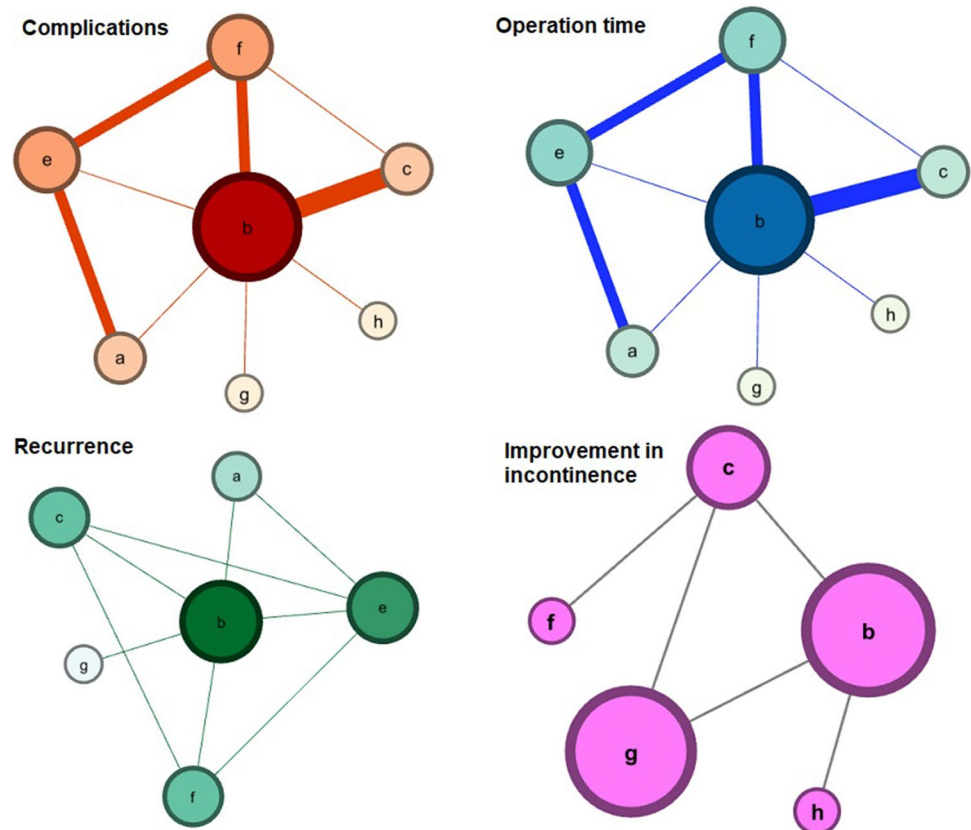 Complications
f
e
c
b
h
a
g
Operation time
f
e
c
b
h
a
g
Recurrence
a
c
e
b
g
f
Improvement in
incontinence
c
f
b
g
h